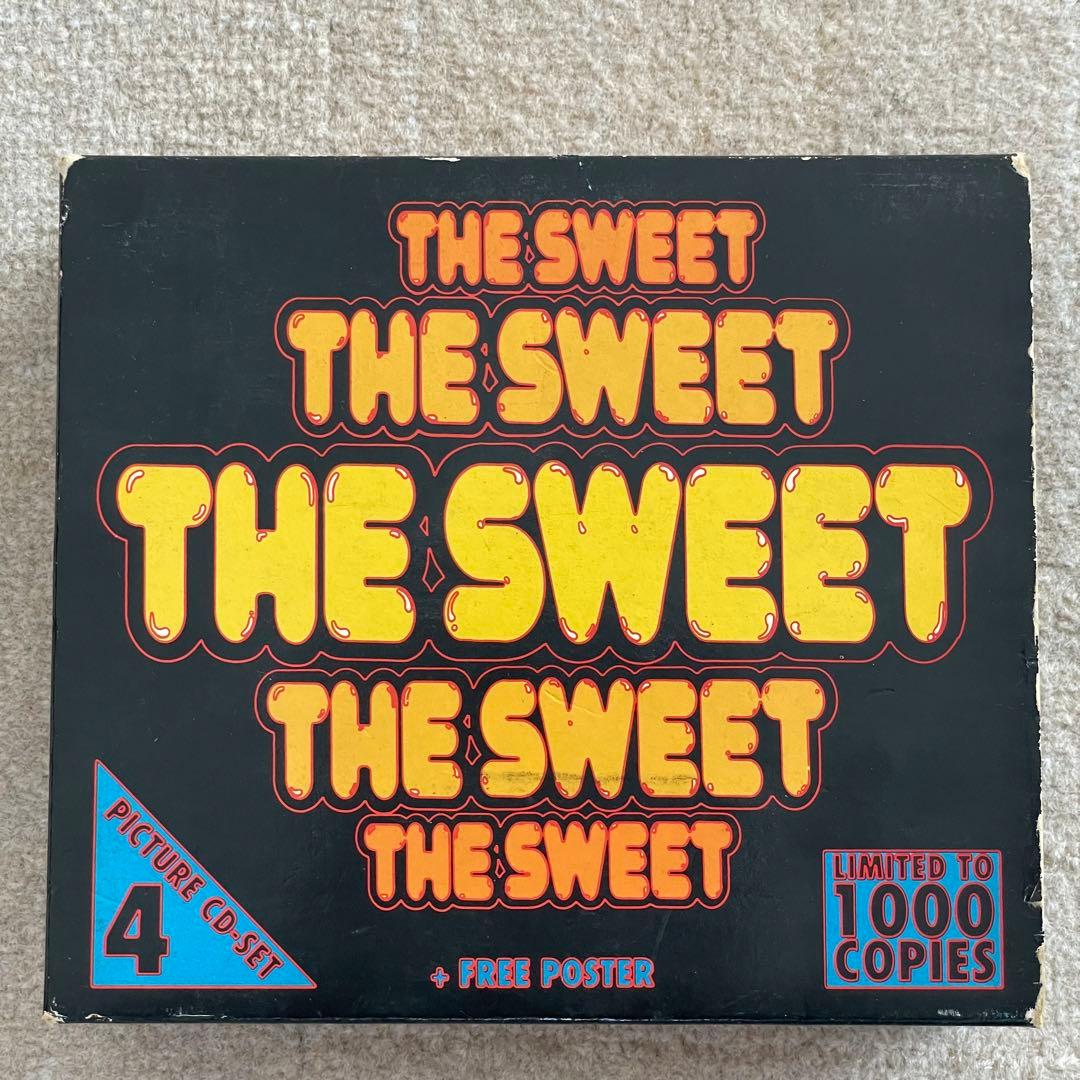 THE SWEET
THE SWEET
THE SWEET
THE SWEET
THE SWEET
PICTURE CD-SET
4
+ FREE POSTER
LIMITED TO
1000
COPIES